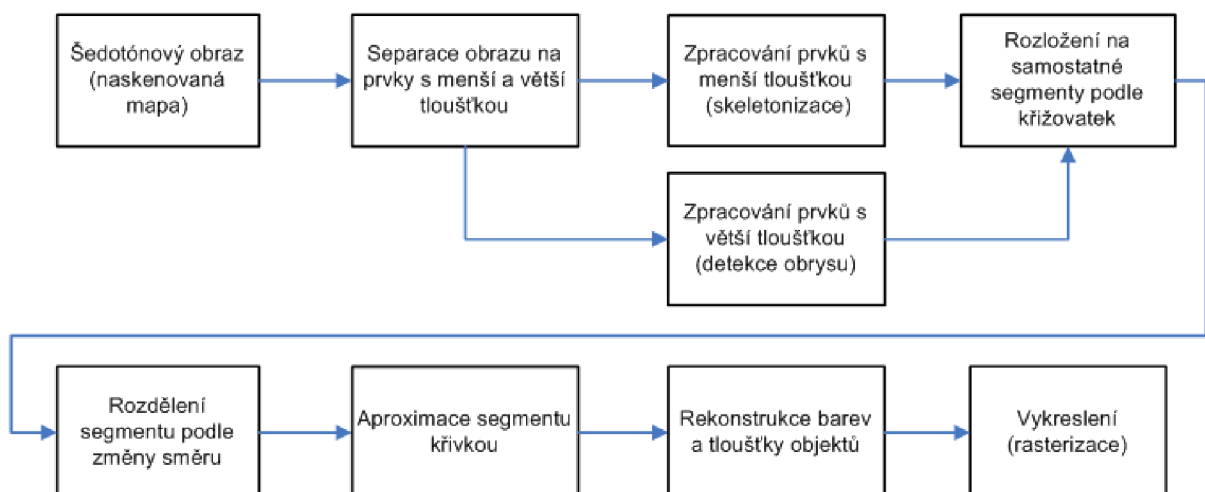 Šedotónový obraz
(naskenovaná
mapa)
Separace obrazu na
prvky s menší a větší
tloušťkou
Zpracování prvků s
menší tloušťkou
(skeletonizace)
Rozložení na
samostatné
segmenty podle
křižovatek
Zpracování prvků s
větší tloušťkou
(detekce obrysu)
Rozdělení
segmentu podle
změny směru
Aproximace segmentu
křivkou
Rekonstrukce barev
a tloušťky objektů
Vykreslení
(rasterizace)